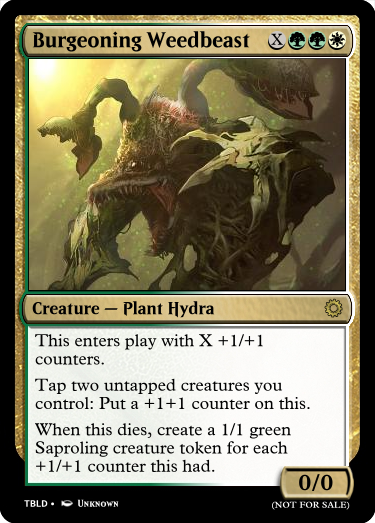 Burgeoning Weedbeast X
Creature — Plant Hydra
This enters play with X +1/+1
counters.
Tap two untapped creatures you
control: Put a +1+1 counter on this.
When this dies, create a 1/1 green
Saproling creature token for each
+1/+1 counter this had.
0/0
TBLD • Unknown
(NOT FOR SALE)